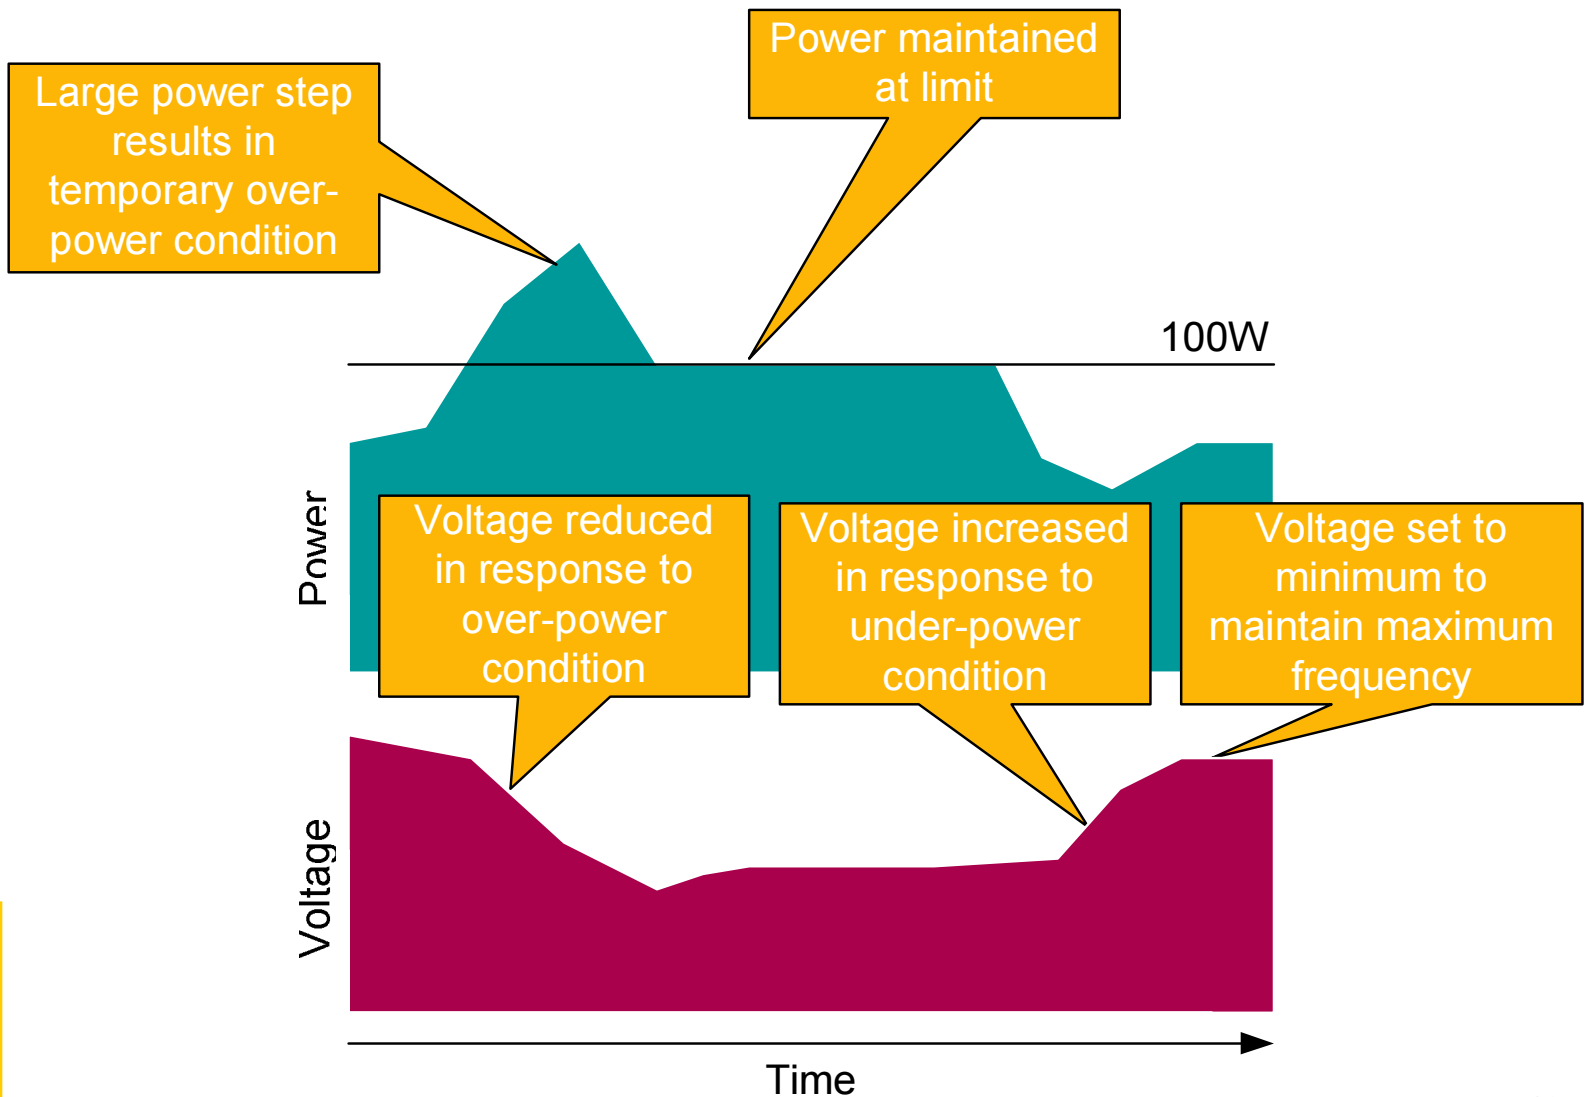 Power maintained
at limit
Large power step
results in
temporary over-
power condition
100W
Power
Voltage reduced
in response to
over-power
condition
Voltage increased
in response to
under-power
condition
Voltage set to
minimum to
maintain maximum
frequency
Voltage
Time